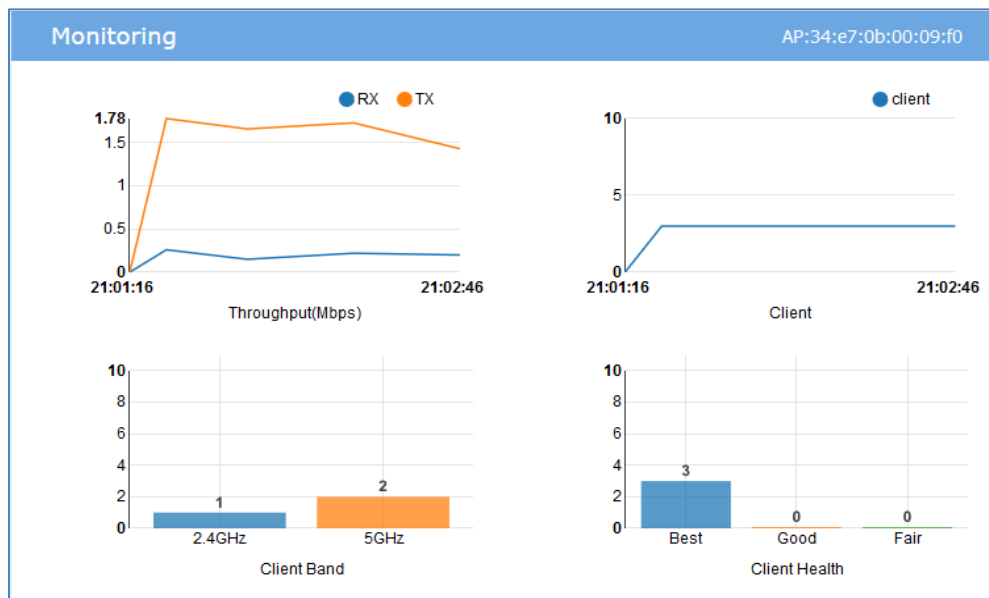 Monitoring
AP:34:e7:0b:00:09:f0
RX TX
1.78
1.5
1
0.5
0
21:01:16 21:02:46
Throughput(Mbps)
client
10
5
0
21:01:16 21:02:46
Client
10
8
6
4
2
0
1
2
2.4GHz 5GHz
Client Band
10
8
6
4
2
0
3
0
0
Best Good Fair
Client Health